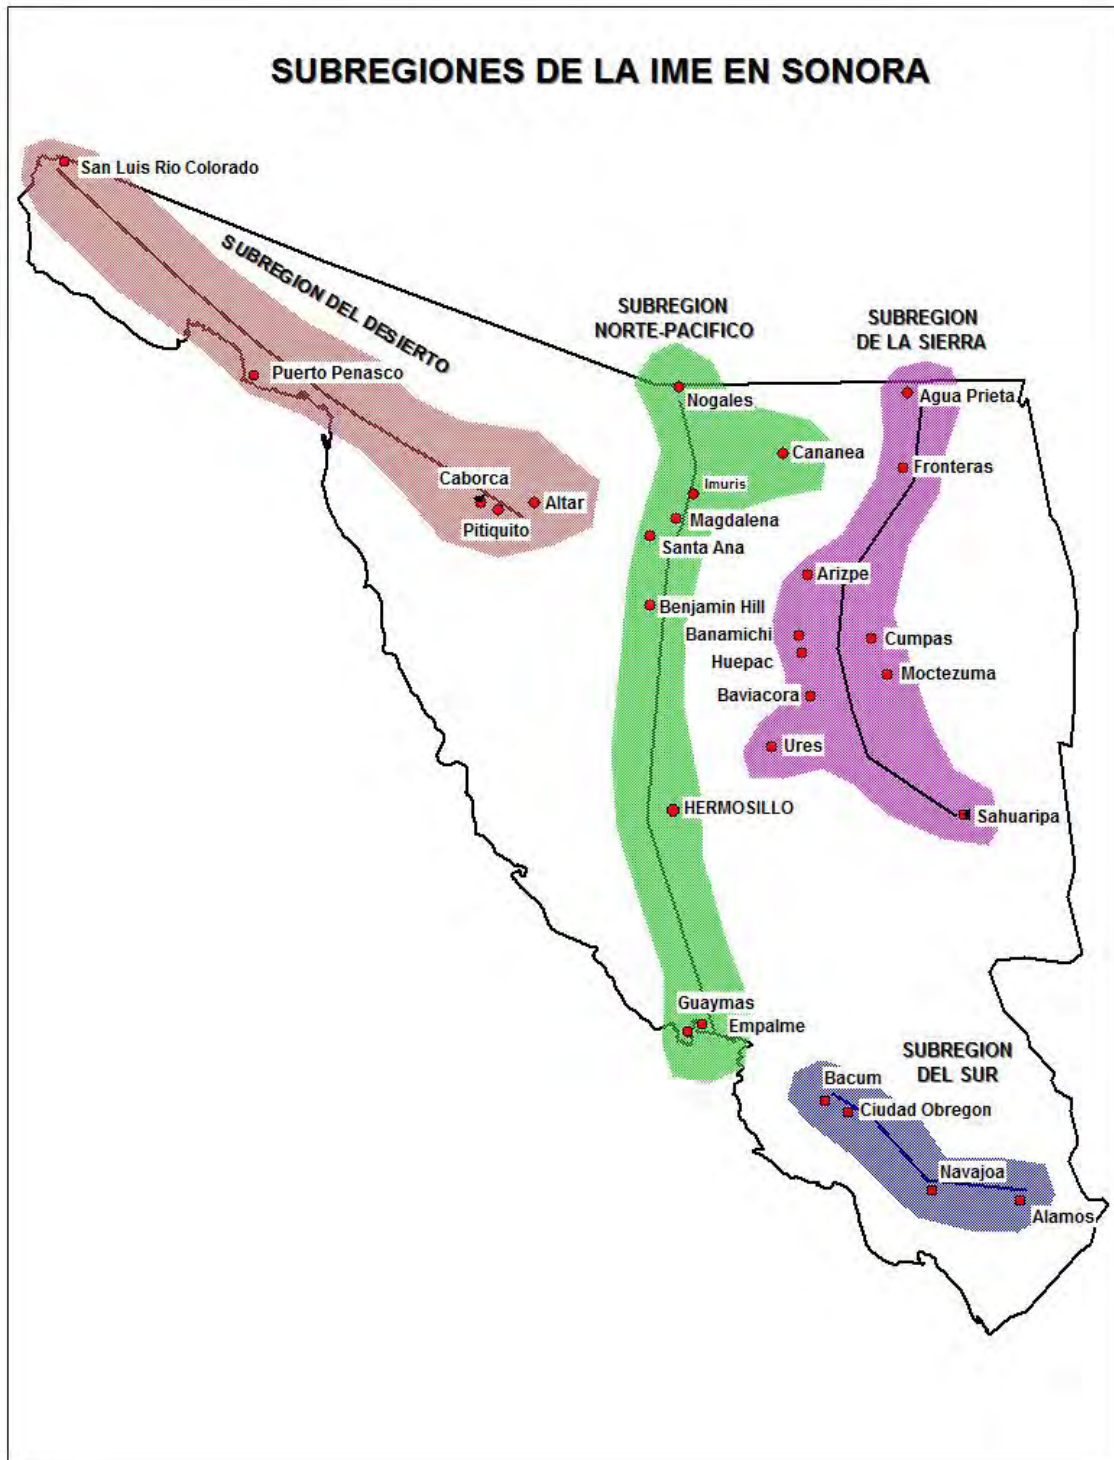 SUBREGIONES DE LA IME EN SONORA
San Luis Rio Colorado
SUBREGION DEL DESIERTO
Puerto Penasco
Caborca
Altar
Pitiquito
SUBREGION
NORTE-PACIFICO
Nogales
Cananea
Imuris
Magdalena
Santa Ana
Benjamin Hill
HERMOSILLO
Guaymas
Empalme
SUBREGION
DE LA SIERRA
Agua Prieta
Fronteras
Arizpe
Banamichi
Cumpas
Huepac
Moctezuma
Baviacora
Ures
Sahuaripa
SUBREGION
DEL SUR
Bacum
Ciudad Obregon
Navajoa
Alamos